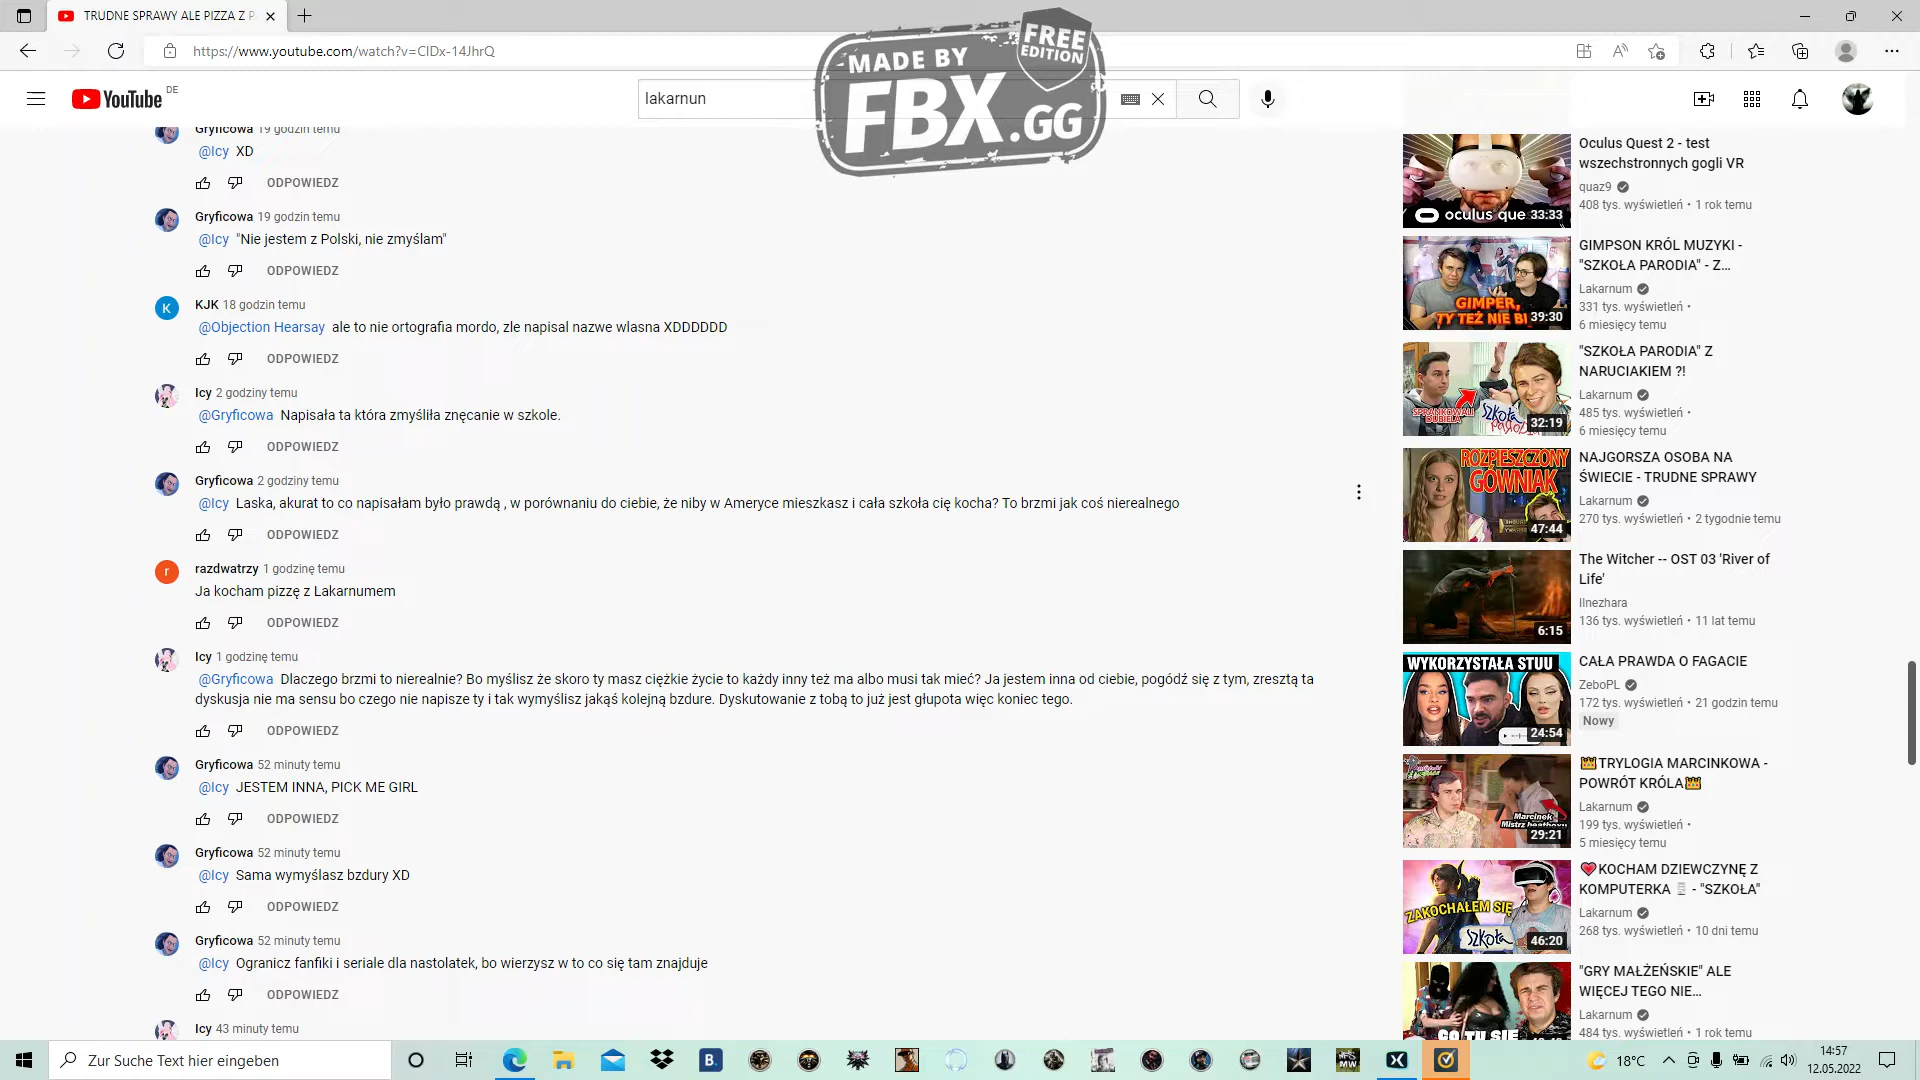 TRUDNE SPRAWY ALE PIZZA Z P
https://www.youtube.com/watch?v=CIDx-14JhrQ
MADE BY
FBX.GG
FREE
EDITION
YouTube DE
lakarnun
Gryficowa 19 godzin temu
@Icy XD
ODPOWIEDZ
Gryficowa 19 godzin temu
@Icy "Nie jestem z Polski, nie zmyślam"
ODPOWIEDZ
K
KJK 18 godzin temu
@Objection Hearsay ale to nie ortografia mordo, zle napisal nazwe wlasna XDDDDDD
ODPOWIEDZ
Icy 2 godziny temu
@Gryficowa Napisała ta która zmyśliła znęcanie w szkole.
ODPOWIEDZ
Gryficowa 2 godziny temu
@Icy Laska, akurat to co napisałam było prawdą , w porównaniu do ciebie, że niby w Ameryce mieszkasz i cała szkoła cię kocha? To brzmi jak coś nierealnego
ODPOWIEDZ
r
razdwatrzy 1 godzinę temu
Ja kocham pizzę z Lakarnumem
ODPOWIEDZ
Icy 1 godzinę temu
@Gryficowa Dlaczego brzmi to nierealnie? Bo myślisz że skoro ty masz ciężkie życie to każdy inny też ma albo musi tak mieć? Ja jestem inna od ciebie, pogódź się z tym, zresztą ta
dyskusja nie ma sensu bo czego nie napisze ty i tak wymyślisz jakąś kolejną bzdure. Dyskutowanie z tobą to już jest głupota więc koniec tego.
ODPOWIEDZ
Gryficowa 52 minuty temu
@Icy JESTEM INNA, PICK ME GIRL
ODPOWIEDZ
Gryficowa 52 minuty temu
@Icy Sama wymyślasz bzdury XD
ODPOWIEDZ
Gryficowa 52 minuty temu
@Icy Ogranicz fanfiki i seriale dla nastolatek, bo wierzysz w to co się tam znajduje
ODPOWIEDZ
Icy 43 minuty temu
oculus que 33:33
Oculus Quest 2 - test
wszechstronnych gogli VR
quaz9
408 tys. wyświetleń • 1 rok temu
GIMPER,
TY TEŻ NIE BI
39:30
GIMPSON KRÓL MUZYKI -
"SZKOŁA PARODIA" - Z...
Lakarnum
331 tys. wyświetleń •
6 miesięcy temu
32:19
"SZKOŁA PARODIA" Z
NARUCIAKIEM ?!
Lakarnum
485 tys. wyświetleń •
6 miesięcy temu
ROZPIESZCZONY
GÓWNIAK
47:44
NAJGORSZA OSOBA NA
ŚWIECIE - TRUDNE SPRAWY
Lakarnum
270 tys. wyświetleń • 2 tygodnie temu
6:15
The Witcher -- OST 03 'River of
Life'
Ilnezhara
136 tys. wyświetleń • 11 lat temu
WYKORZYSTAŁA STUU
24:54
CAŁA PRAWDA O FAGACIE
ZeboPL
172 tys. wyświetleń • 21 godzin temu
Nowy
Marcinek
Mistrz beatboxu
29:21
👑TRYLOGIA MARCINKOWA -
POWRÓT KRÓLA👑
Lakarnum
199 tys. wyświetleń •
5 miesięcy temu
ZAKOCHAŁEM SIĘ
SZKOŁA
46:20
💗KOCHAM DZIEWCZYNĘ Z
KOMPUTERKA - "SZKOŁA"
Lakarnum
268 tys. wyświetleń • 10 dni temu
CO TU SIĘ
"GRY MAŁŻEŃSKIE" ALE
WIĘCEJ TEGO NIE...
Lakarnum
484 tys. wyświetleń • 1 rok temu
Zur Suche Text hier eingeben
B.
MW
18°C
14:57
12.05.2022